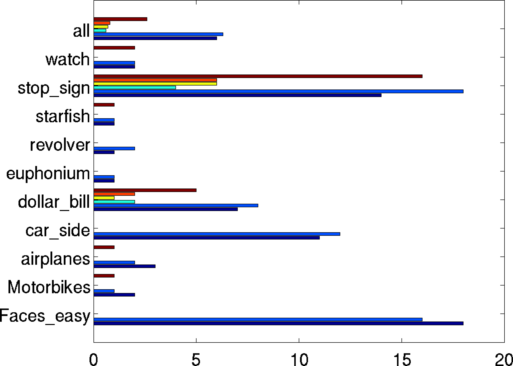 all
watch
stop_sign
starfish
revolver
euphonium
dollar_bill
car_side
airplanes
Motorbikes
Faces_easy
0 5 10 15 20